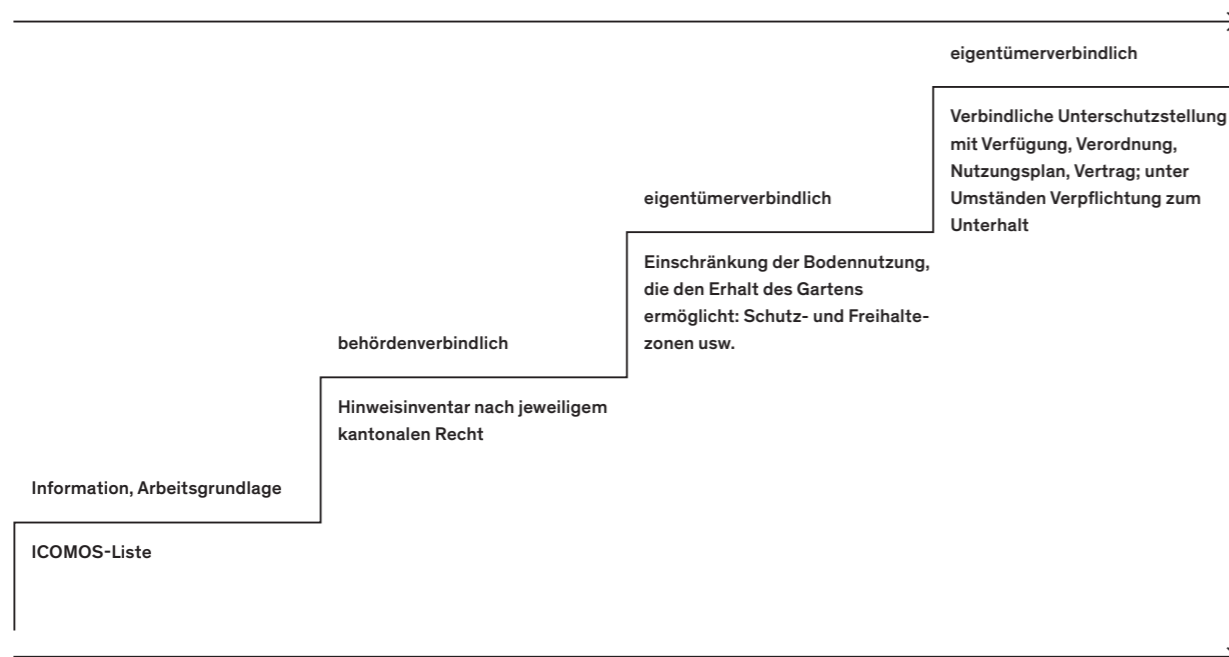 eigentümerverbindlich
Verbindliche Unterschutzstellung
mit Verfügung, Verordnung,
Nutzungsplan, Vertrag; unter
Umständen Verpflichtung zum
Unterhalt
eigentümerverbindlich
Einschränkung der Bodennutzung,
die den Erhalt des Gartens
ermöglicht: Schutz- und Freihalte-
zonen usw.
behördenverbindlich
Hinweisinventar nach jeweiligem
kantonalen Recht
Information, Arbeitsgrundlage
ICOMOS-Liste